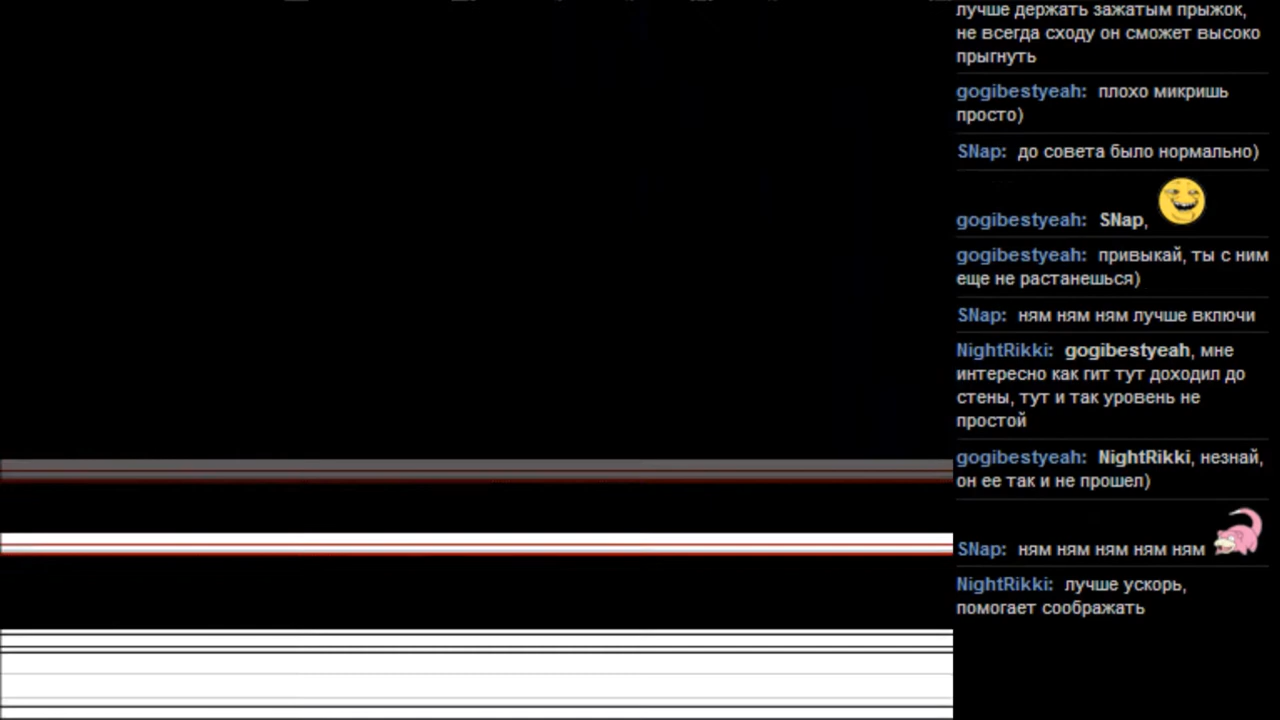 лучше держать зажатым прыжок,
не всегда сходу он сможет высоко
прыгнуть
gogibestyeah: плохо микришь
просто)
SNap: до совета было нормально)
gogibestyeah: SNap,
gogibestyeah: привыкай, ты с ним
еще не растанешься)
SNap: ням ням ням лучше включи
NightRikki: gogibestyeah, мне
интересно как гит тут доходил до
стены, тут и так уровень не
простой
gogibestyeah: NightRikki, незнай,
он ее так и не прошел)
SNap: ням ням ням ням ням
NightRikki: лучше ускорь,
помогает соображать